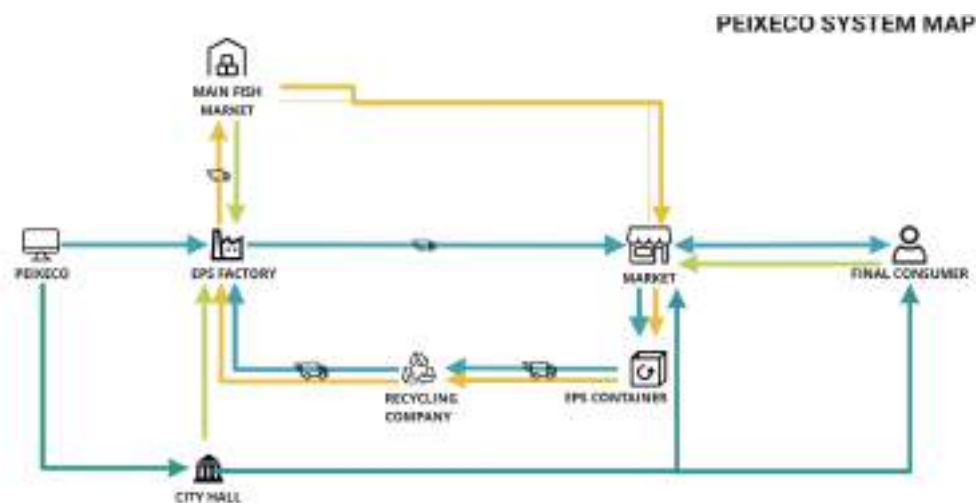 PEIXECO SYSTEM MAP
MAIN FISH
MARKET
PEIXECO
EPS FACTORY
MARKET
FINAL CONSUMER
RECYCLING
COMPANY
EPS CONTAINER
CITY HALL